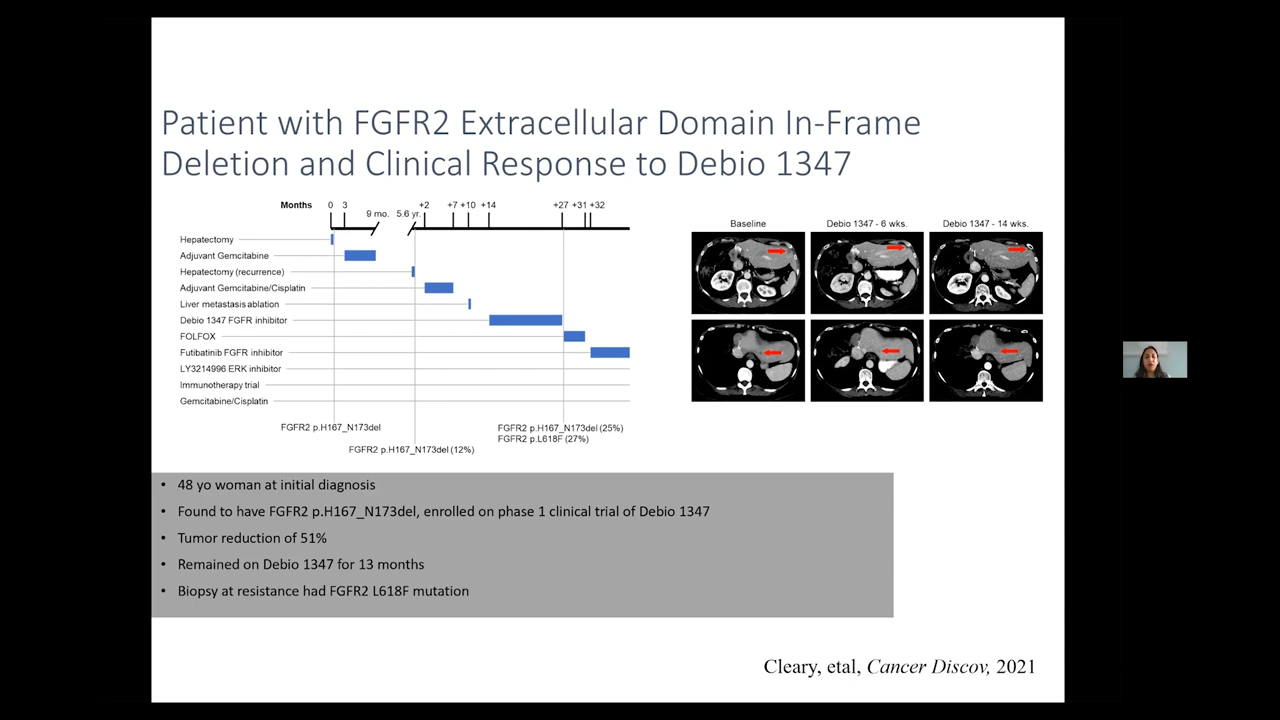 Patient with FGFR2 Extracellular Domain In-Frame
Deletion and Clinical Response to Debio 1347
Months 0 3 9 mo. 5.6 yr. +2 +7 +10 +14 +27 +31 +32
Hepatectomy
Adjuvant Gemcitabine
Hepatectomy (recurrence)
Adjuvant Gemcitabine/Cisplatin
Liver metastasis ablation
Debio 1347 FGFR inhibitor
FOLFOX
Futibatinib FGFR inhibitor
LY3214996 ERK inhibitor
Immunotherapy trial
Gemcitabine/Cisplatin
FGFR2 p.H167_N173del
FGFR2 p.H167_N173del (12%)
FGFR2 p.H167_N173del (25%)
FGFR2 p.L618F (27%)
Baseline
Debio 1347 - 6 wks.
Debio 1347 - 14 wks.
• 48 yo woman at initial diagnosis
• Found to have FGFR2 p.H167_N173del, enrolled on phase 1 clinical trial of Debio 1347
• Tumor reduction of 51%
• Remained on Debio 1347 for 13 months
• Biopsy at resistance had FGFR2 L618F mutation
Cleary, etal, Cancer Discov, 2021